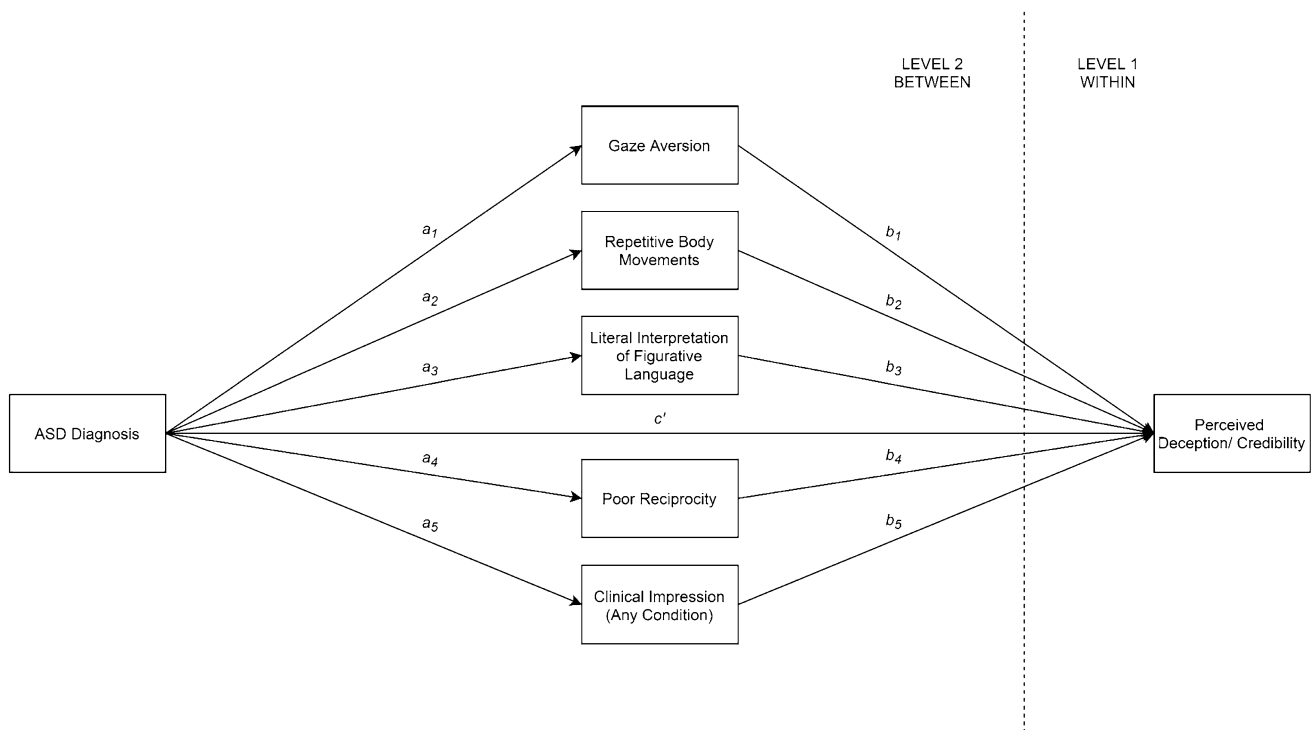 LEVEL 2
BETWEEN
LEVEL 1
WITHIN
Gaze Aversion
a1
b1
Repetitive Body
Movements
a2
b2
Literal Interpretation
of Figurative
Language
a3
b3
ASD Diagnosis
c'
Perceived
Deception/ Credibility
a4
b4
Poor Reciprocity
a5
b5
Clinical Impression
(Any Condition)